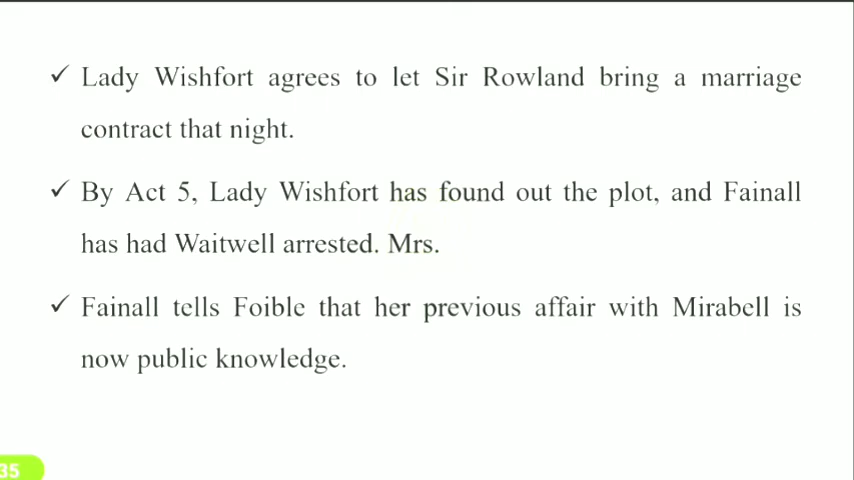 ✓ Lady Wishfort agrees to let Sir Rowland bring a marriage
contract that night.
✓ By Act 5, Lady Wishfort has found out the plot, and Fainall
has had Waitwell arrested. Mrs.
✓ Fainall tells Foible that her previous affair with Mirabell is
now public knowledge.
35